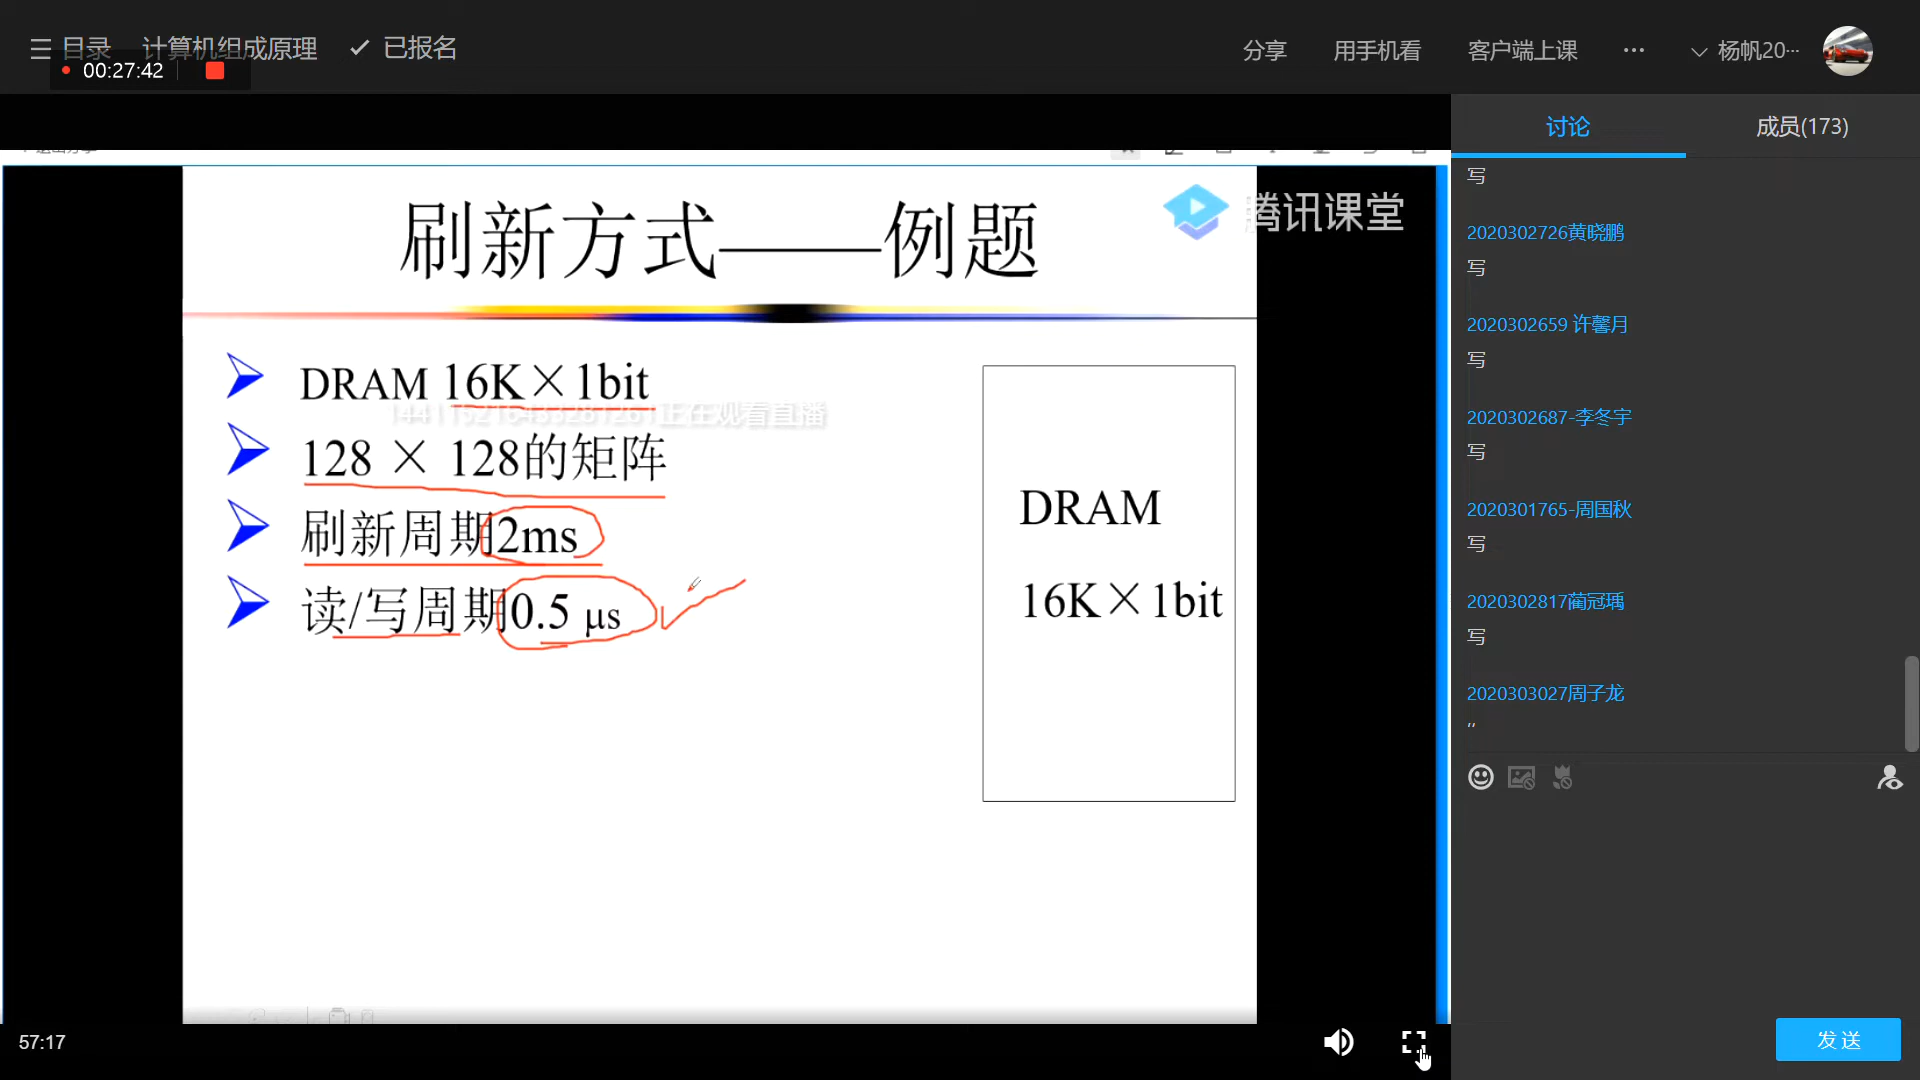 目录 计算机组成原理 已报名
00:27:42
分享 用手机看 客户端上课 ··· 杨帆20···
讨论 成员(173)
腾讯课堂
刷新方式——例题
DRAM 16K×1bit
正在观看直播
128 × 128的矩阵
刷新周期2ms
读/写周期0.5 μs
DRAM
16K×1bit
57:17
写
2020302726黄晓鹏
写
2020302659 许馨月
写
2020302687-李冬宇
写
2020301765-周国秋
写
2020302817蔺冠瑀
写
2020303027周子龙
“
发送